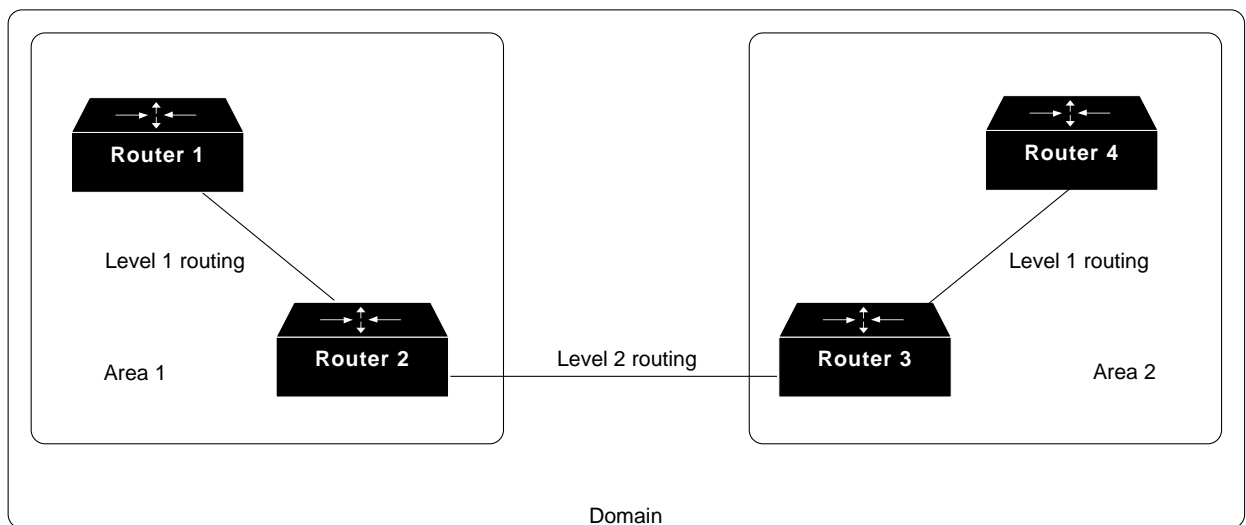 Router 1
Router 4
Level 1 routing
Level 1 routing
Router 2
Level 2 routing
Router 3
Area 1
Area 2
Domain